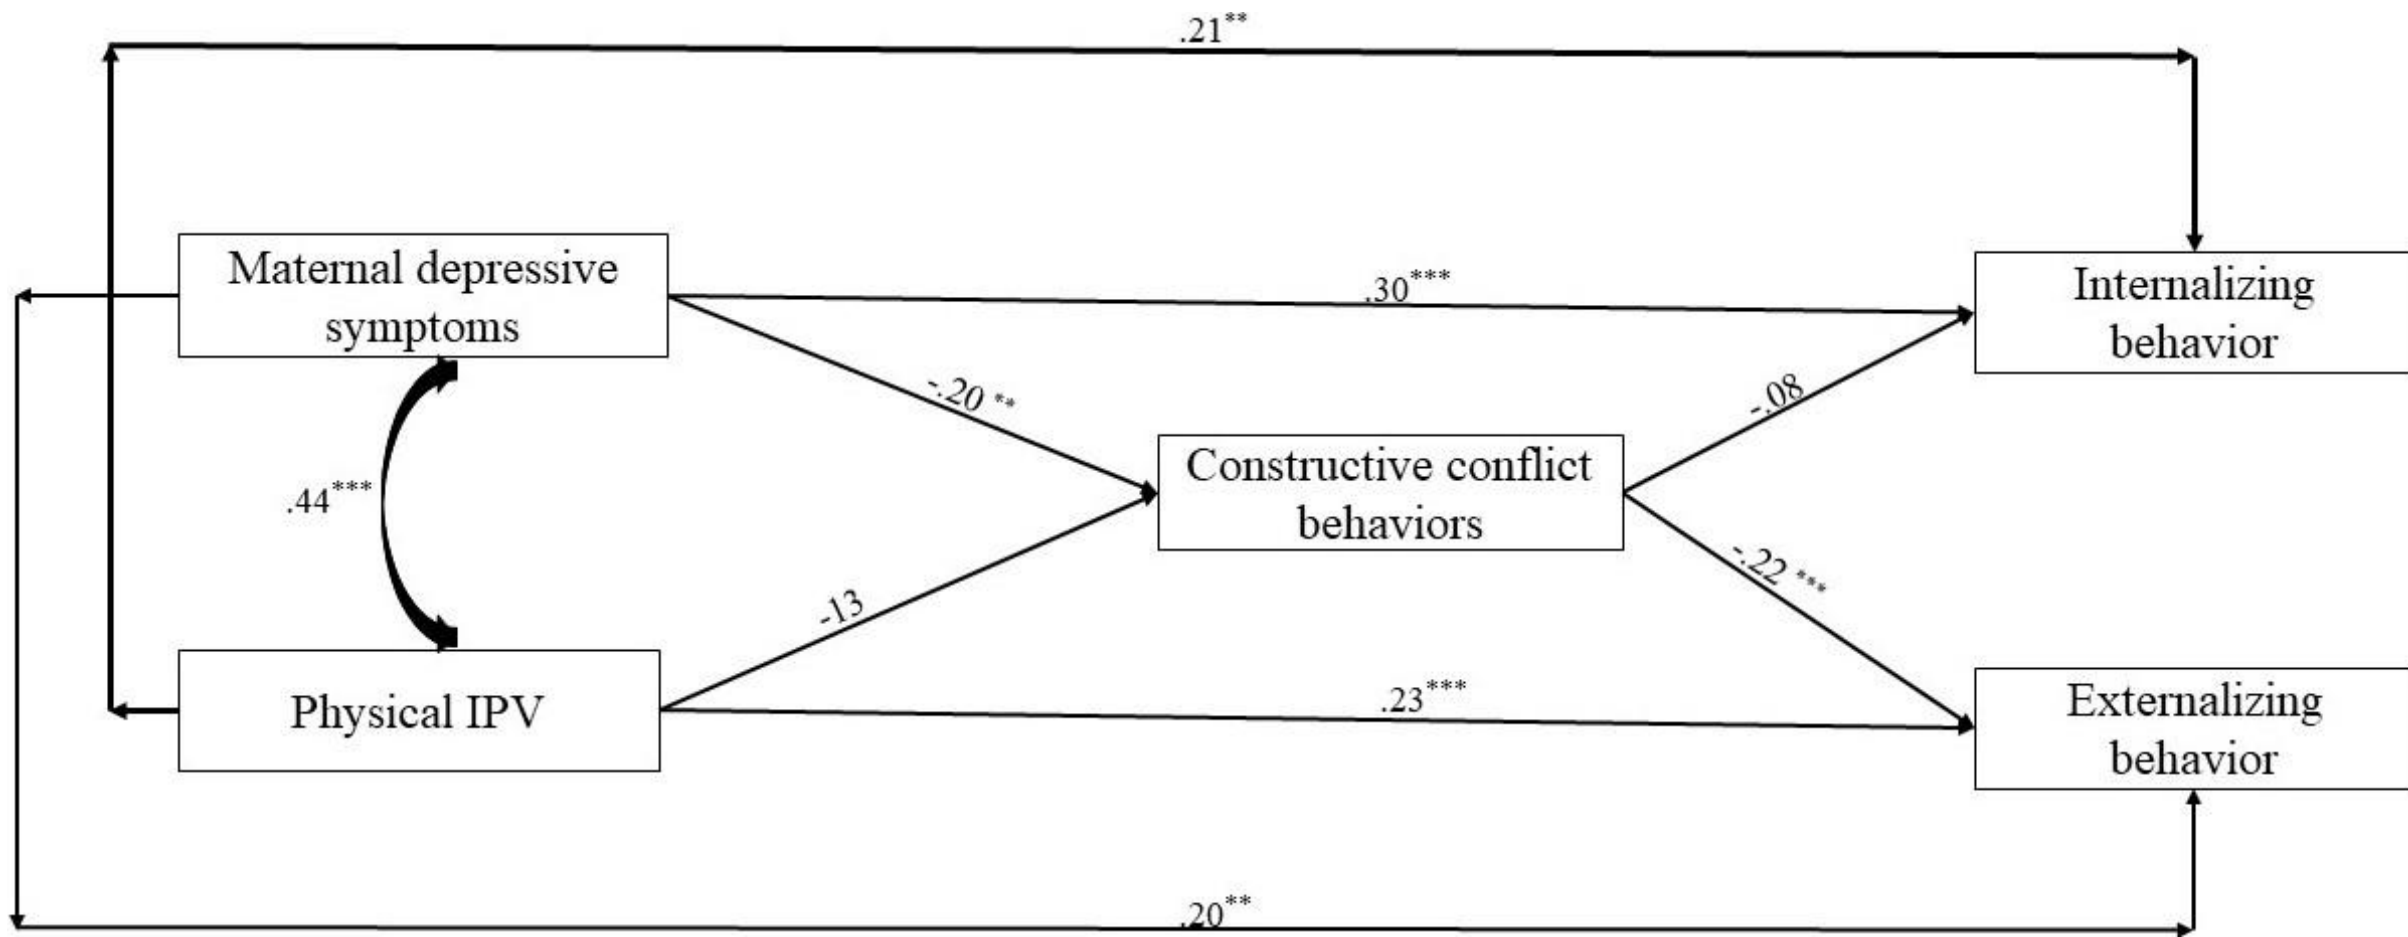 .21**
Maternal depressive
symptoms
.30***
Internalizing
behavior
-.20 **
-.08
Constructive conflict
behaviors
.44***
-13
-.22 ***
Physical IPV
.23***
Externalizing
behavior
.20**